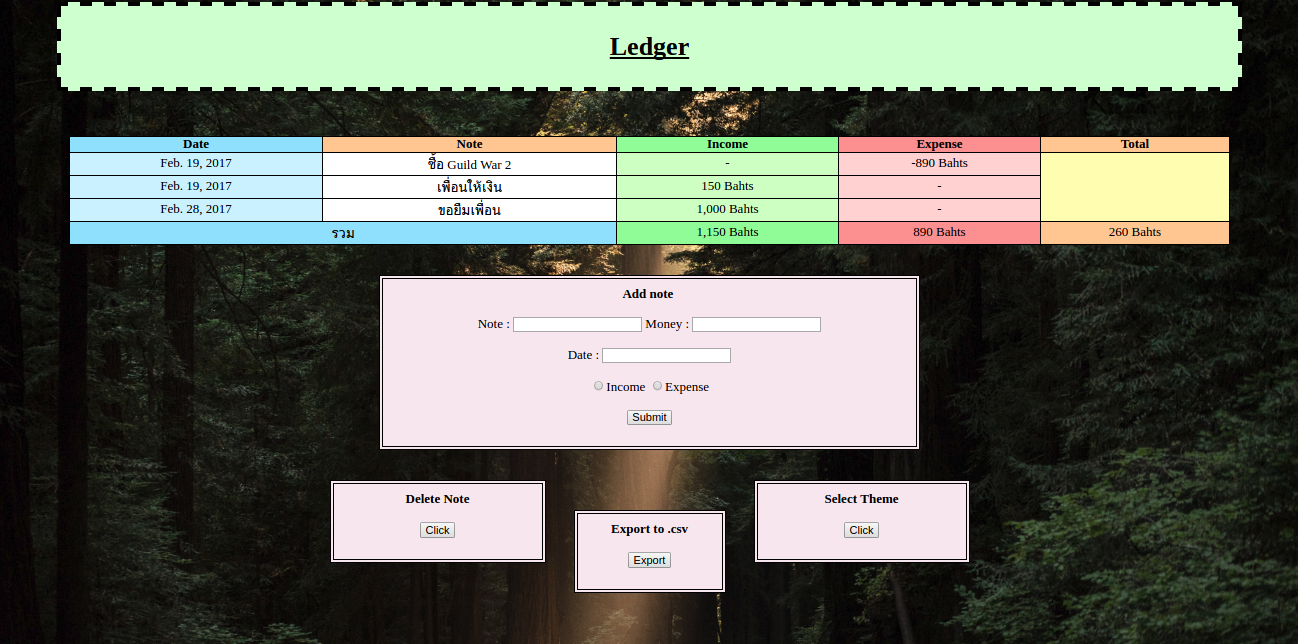 Ledger
Date Note Income Expense Total
Feb. 19, 2017 ซื้อ Guild War 2 - -890 Bahts
Feb. 19, 2017 เพื่อนให้เงิน 150 Bahts -
Feb. 28, 2017 ขอยืมเพื่อน 1,000 Bahts -
รวม 1,150 Bahts 890 Bahts 260 Bahts
Add note
Note : Money :
Date :
Income Expense
Submit
Delete Note
Click
Export to .csv
Export
Select Theme
Click